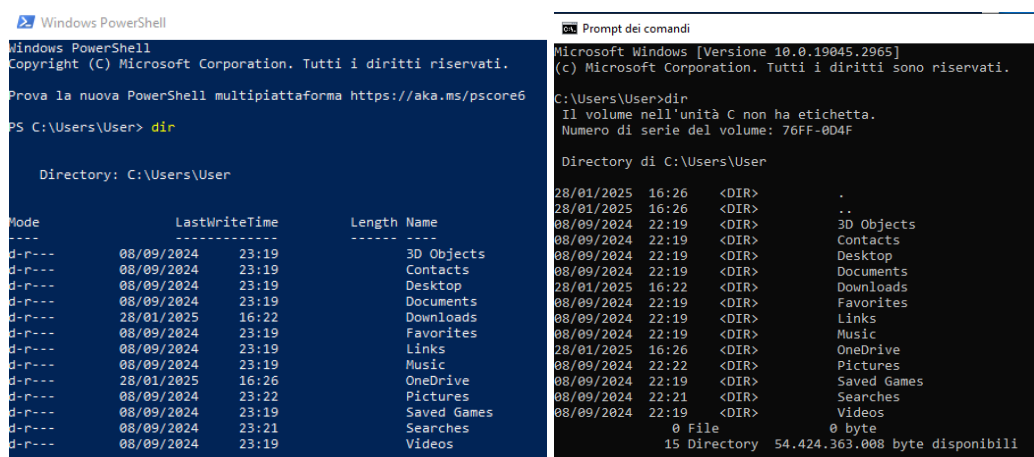 Windows PowerShell
Windows PowerShell
Copyright (C) Microsoft Corporation. Tutti i diritti riservati.
Prova la nuova PowerShell multipiattaforma https://aka.ms/pscore6
PS C:\Users\User> dir
Directory: C:\Users\User
Mode LastWriteTime Length Name
---- ------------- ------ ----
d-r--- 08/09/2024 23:19 3D Objects
d-r--- 08/09/2024 23:19 Contacts
d-r--- 08/09/2024 23:19 Desktop
d-r--- 08/09/2024 23:19 Documents
d-r--- 28/01/2025 16:22 Downloads
d-r--- 08/09/2024 23:19 Favorites
d-r--- 08/09/2024 23:19 Links
d-r--- 08/09/2024 23:19 Music
d-r--- 28/01/2025 16:26 OneDrive
d-r--- 08/09/2024 23:22 Pictures
d-r--- 08/09/2024 23:19 Saved Games
d-r--- 08/09/2024 23:21 Searches
d-r--- 08/09/2024 23:19 Videos
Prompt dei comandi
Microsoft Windows [Versione 10.0.19045.2965]
(c) Microsoft Corporation. Tutti i diritti sono riservati.
C:\Users\User>dir
Il volume nell'unità C non ha etichetta.
Numero di serie del volume: 76FF-0D4F
Directory di C:\Users\User
28/01/2025 16:26 <DIR> .
28/01/2025 16:26 <DIR> ..
08/09/2024 22:19 <DIR> 3D Objects
08/09/2024 22:19 <DIR> Contacts
08/09/2024 22:19 <DIR> Desktop
08/09/2024 22:19 <DIR> Documents
28/01/2025 16:22 <DIR> Downloads
08/09/2024 22:19 <DIR> Favorites
08/09/2024 22:19 <DIR> Links
08/09/2024 22:19 <DIR> Music
28/01/2025 16:26 <DIR> OneDrive
08/09/2024 22:22 <DIR> Pictures
08/09/2024 22:19 <DIR> Saved Games
08/09/2024 22:21 <DIR> Searches
08/09/2024 22:19 <DIR> Videos
0 File 0 byte
15 Directory 54.424.363.008 byte disponibili